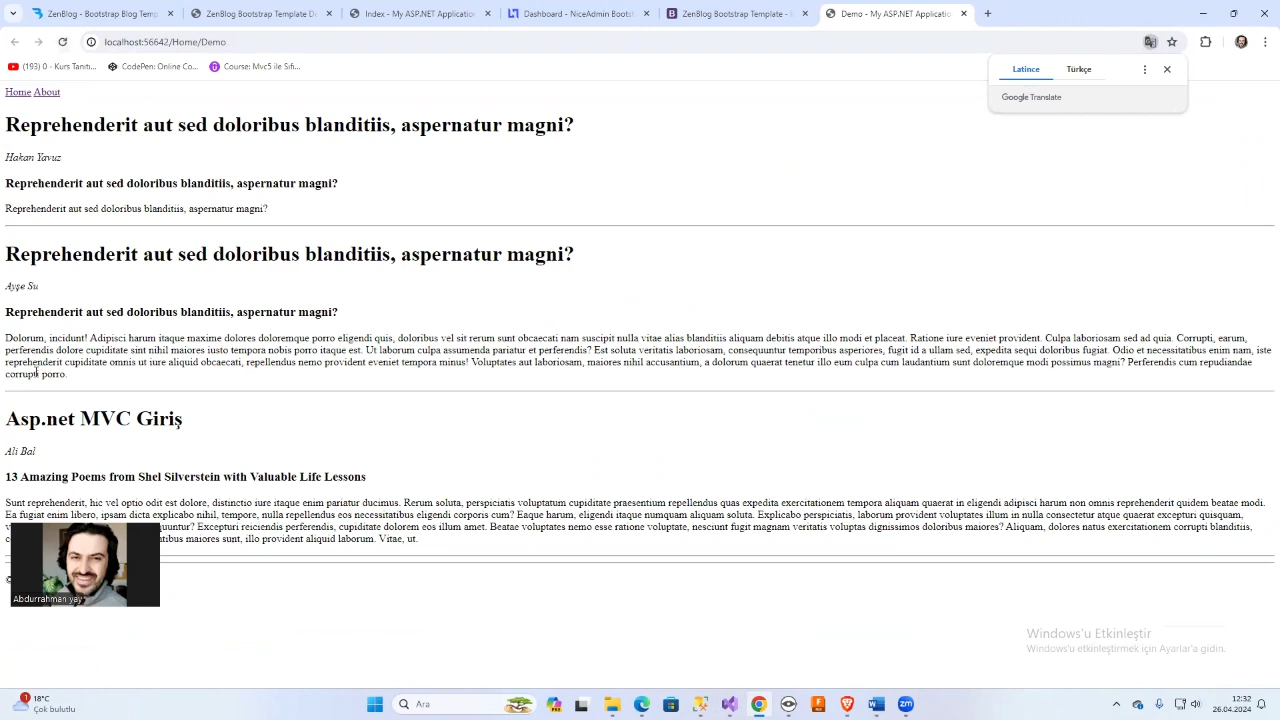 ZenBlog - Bootstrap Temp
ZenBlog Bootstrap Template De
Index - My ASP.NET Application
Dashboard - NiceAdmin Bootst
ZenBlog Bootstrap Template - S
Demo - My ASP.NET Application
localhost:56642/Home/Demo
(193) 0 - Kurs Tanıtı...
CodePen: Online Co...
Course: Mvc5 ile Sıfı...
Latince
Türkçe
Google Translate
Home About
Reprehenderit aut sed doloribus blanditiis, aspernatur magni?
Hakan Yavuz
Reprehenderit aut sed doloribus blanditiis, aspernatur magni?
Reprehenderit aut sed doloribus blanditiis, aspernatur magni?
Reprehenderit aut sed doloribus blanditiis, aspernatur magni?
Ayşe Su
Reprehenderit aut sed doloribus blanditiis, aspernatur magni?
Dolorum, incidunt! Adipisci harum itaque maxime dolores doloremque porro eligendi quis, doloribus vel sit rerum sunt obcaecati nam suscipit nulla vitae alias blanditiis aliquam debitis atque illo modi et placeat. Ratione iure eveniet provident. Culpa laboriosam sed ad quia. Corrupti, earum,
perferendis dolore cupiditate sint nihil maiores iusto tempora nobis porro itaque est. Ut laborum culpa assumenda pariatur et perferendis? Est soluta veritatis laboriosam, consequuntur temporibus asperiores, fugit id a ullam sed, expedita sequi doloribus fugiat. Odio et necessitatibus enim nam, iste
reprehenderit cupiditate omnis ut iure aliquid obcaecati, repellendus nemo provident eveniet tempora minus! Voluptates aut laboriosam, maiores nihil accusantium, a dolorum quaerat tenetur illo eum culpa cum laudantium sunt doloremque modi possimus magni? Perferendis cum repudiandae
corrupti porro.
Asp.net MVC Giriş
Ali Bal
13 Amazing Poems from Shel Silverstein with Valuable Life Lessons
Sunt reprehenderit, hic vel optio odit est dolore, distinctio iure itaque enim pariatur ducimus. Rerum soluta, perspiciatis voluptatum cupiditate praesentium repellendus quas expedita exercitationem tempora aliquam quaerat in eligendi adipisci harum non omnis reprehenderit quidem beatae modi.
Ea fugiat enim libero, ipsam dicta explicabo nihil, tempore, nulla repellendus eos necessitatibus eligendi corporis cum? Eaque harum, eligendi itaque numquam aliquam soluta. Explicabo perspiciatis, laborum provident voluptates illum in nulla consectetur atque quaerat excepturi quisquam,
Excepturi reiciendis perferendis, cupiditate dolorem eos illum amet. Beatae voluptates nemo esse ratione voluptate, nesciunt fugit magnam veritatis voluptas dignissimos doloribus maiores? Aliquam, dolores natus exercitationem corrupti blanditiis,
maiores sunt, illo provident aliquid laborum. Vitae, ut.
©
Abdurrahman yay
Windows'u Etkinleştir
Windows'u etkinleştirmek için Ayarlar'a gidin.
1
18°C
Çok bulutlu
Ara
12:32
26.04.2024